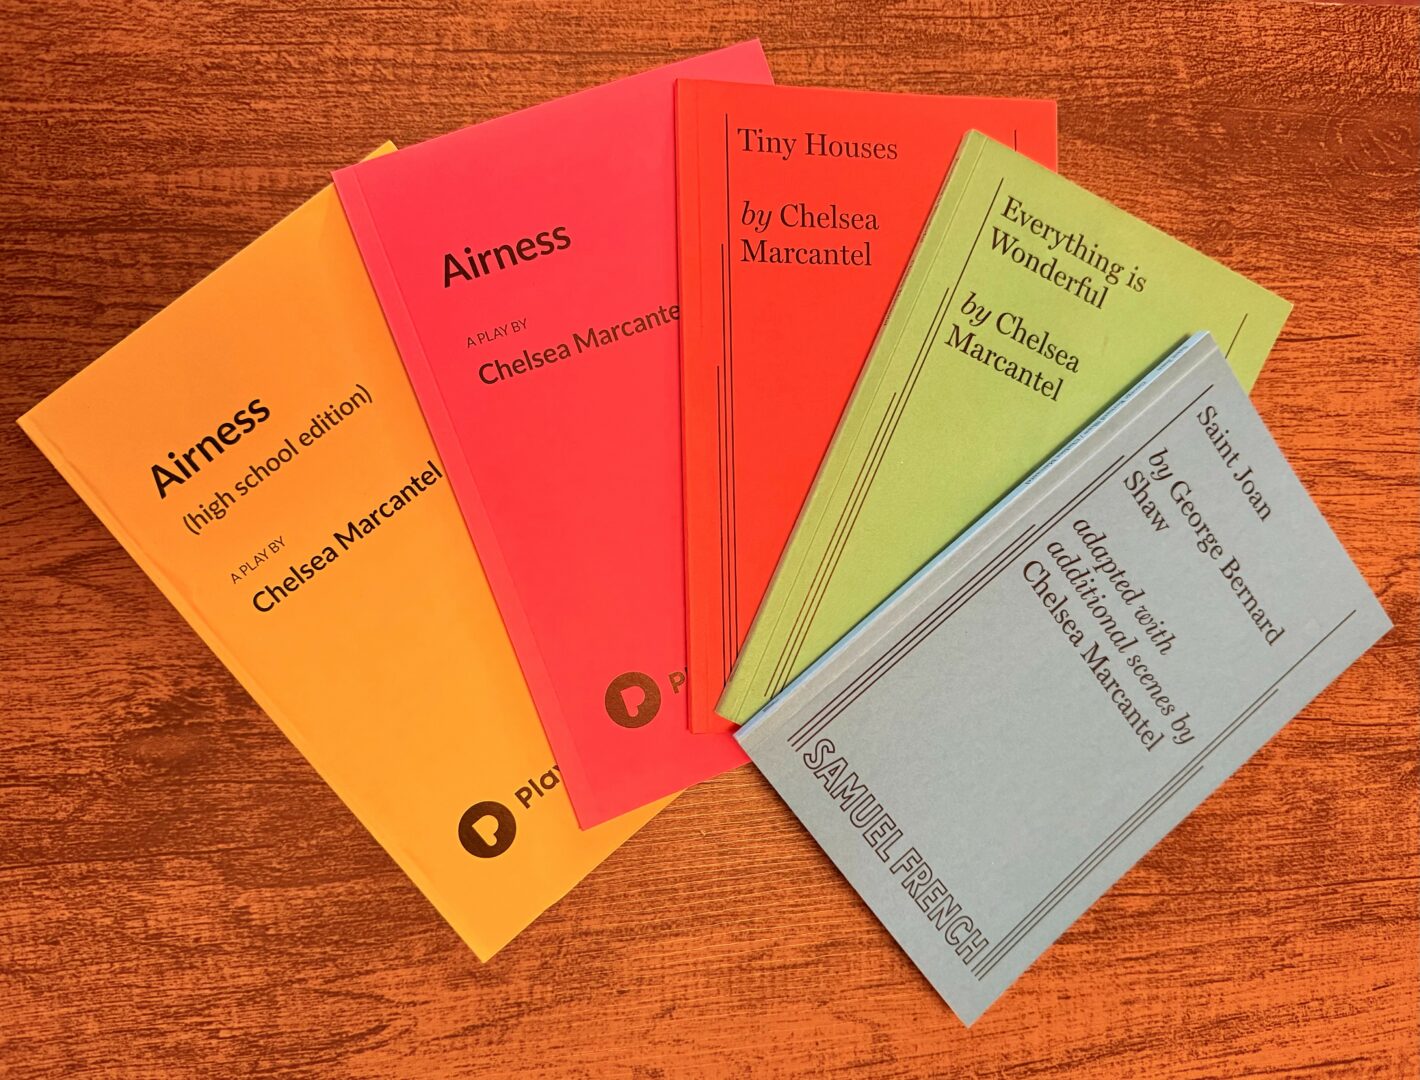 Airness
(high school edition)
A PLAY BY
Chelsea Marcantel
Play
Airness
A PLAY BY
Chelsea Marcante
P
Tiny Houses
by Chelsea
Marcantel
Everything is
Wonderful
by Chelsea
Marcantel
Saint Joan
by George Bernard
Shaw
adapted with
additional scenes by
Chelsea Marcantel
SAMUEL FRENCH